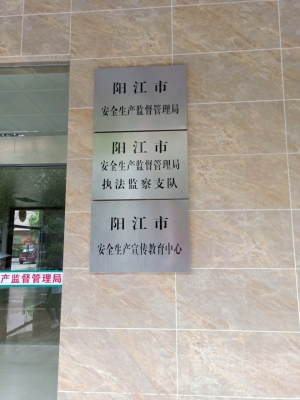 阳江市
安全生产监督管理局
阳江市
安全生产监督管理局
执法监察支队
阳江市
安全生产宣传教育中心
产监督管理局